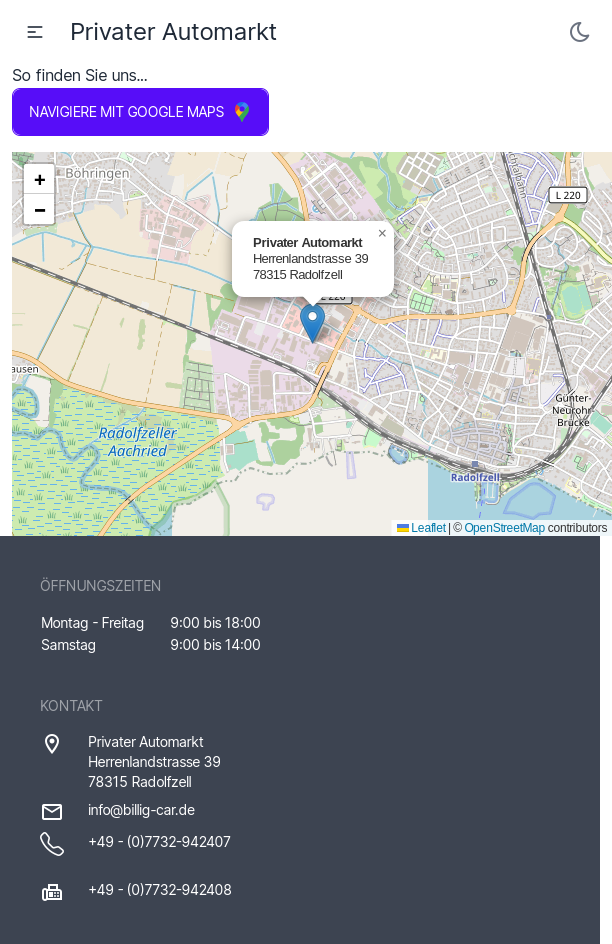 Privater Automarkt
So finden Sie uns...
NAVIGIERE MIT GOOGLE MAPS
+
−
Böhringen
L 220
×
Privater Automarkt
Herrenlandstrasse 39
78315 Radolfzell
L 220
ausen
Radolfzeller
Aachried
Günter-
Neurohr-
Brücke
Radolfzell
Leaflet | © OpenStreetMap contributors
ÖFFNUNGSZEITEN
Montag - Freitag 9:00 bis 18:00
Samstag 9:00 bis 14:00
KONTAKT
Privater Automarkt
Herrenlandstrasse 39
78315 Radolfzell
info@billig-car.de
+49 - (0)7732-942407
+49 - (0)7732-942408